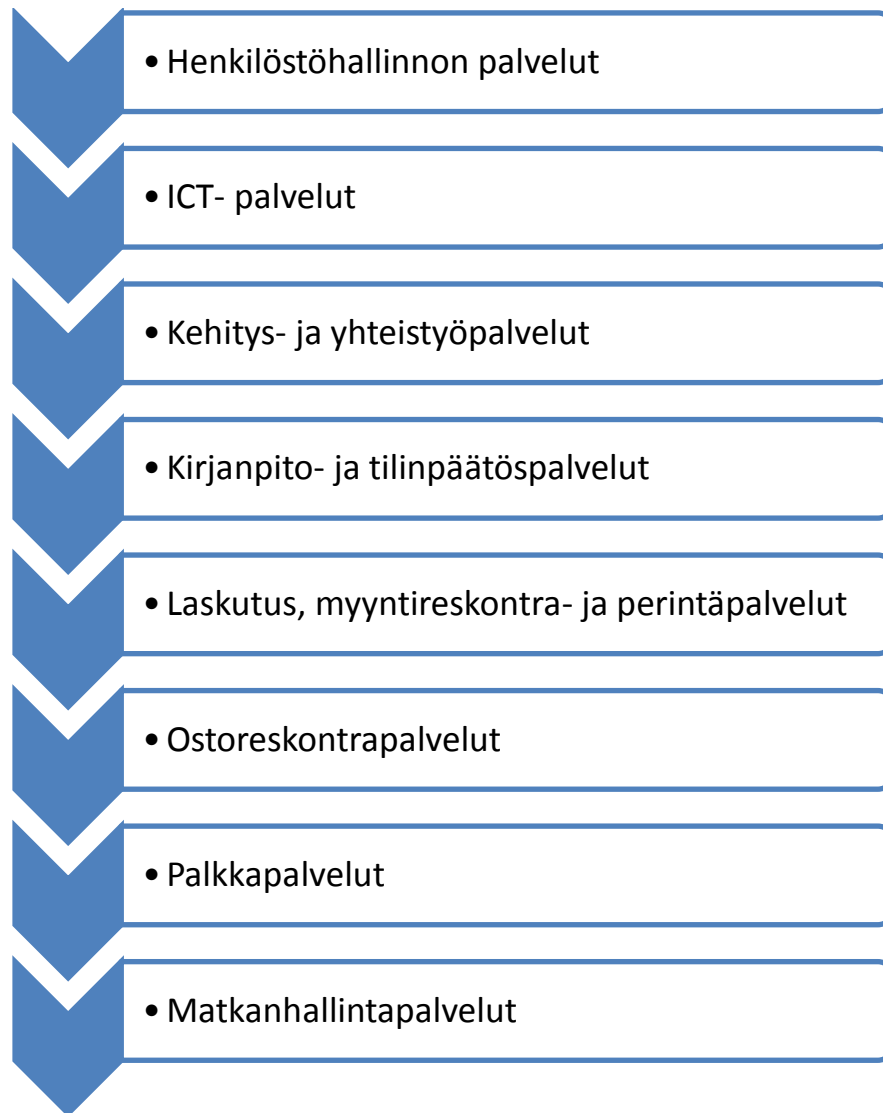 • Henkilöstöhallinnon palvelut
• ICT- palvelut
• Kehitys- ja yhteistyöpalvelut
• Kirjanpito- ja tilinpäätöspalvelut
• Laskutus, myyntireskontra- ja perintäpalvelut
• Ostoreskontrapalvelut
• Palkkapalvelut
• Matkanhallintapalvelut